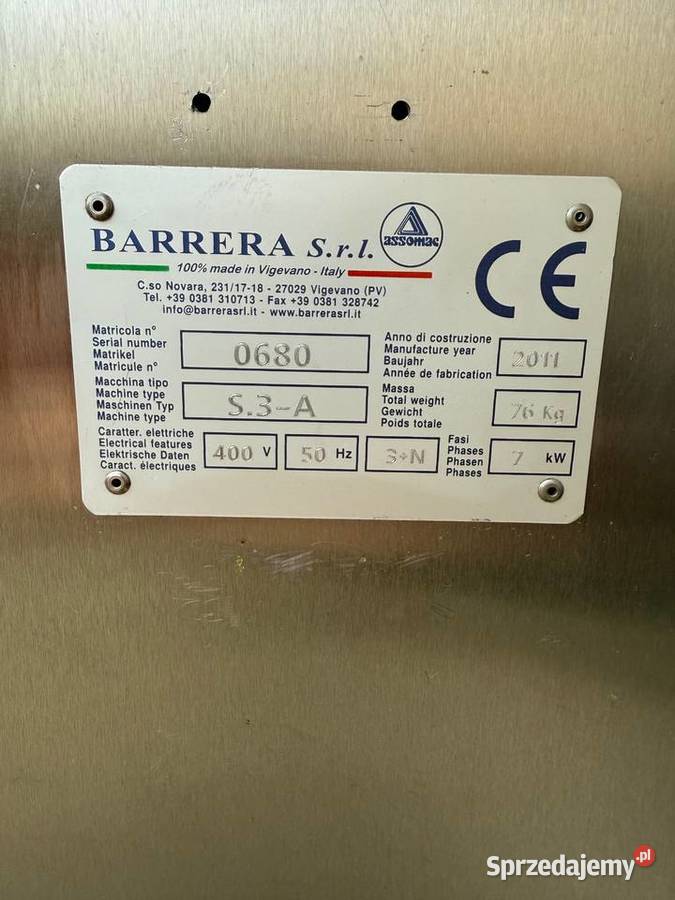 BARRERA S.r.l.
assomac
CE
100% made in Vigevano - Italy
C.so Novara, 231/17-18 - 27029 Vigevano (PV)
Tel. +39 0381 310713 - Fax +39 0381 328742
info@barrerasrl.it - www.barrerasrl.it
Matricola n°
Serial number
Matrikel
Matricule n°
0680
Anno di costruzione
Manufacture year
Baujahr
Année de fabrication
2011
Macchina tipo
Machine type
Maschinen Typ
Machine type
S.3-A
Massa
Total weight
Gewicht
Poids totale
76 Kg
Caratter. elettriche
Electrical features
Elektrische Daten
Caract. électriques
400 V
50 Hz
3+N
Fasi
Phases
Phasen
Phases
7 kW
Sprzedajemy.pl